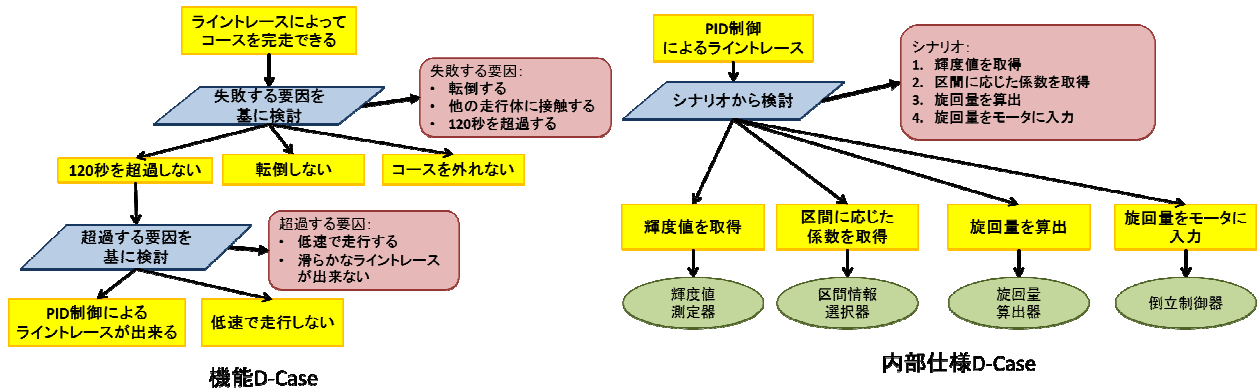 ライントレースによって
コースを完走できる
失敗する要因を
基に検討
失敗する要因:
• 転倒する
• 他の走行体に接触する
• 120秒を超過する
120秒を超過しない
転倒しない
コースを外れない
超過する要因を
基に検討
超過する要因:
• 低速で走行する
• 滑らかなライントレース
が出来ない
PID制御による
ライントレースが出来る
低速で走行しない
機能D-Case
PID制御
によるライントレース
シナリオから検討
シナリオ:
1. 輝度値を取得
2. 区間に応じた係数を取得
3. 旋回量を算出
4. 旋回量をモータに入力
輝度値を取得
区間に応じた
係数を取得
旋回量を算出
旋回量をモータに
入力
輝度値
測定器
区間情報
選択器
旋回量
算出器
倒立制御器
内部仕様D-Case